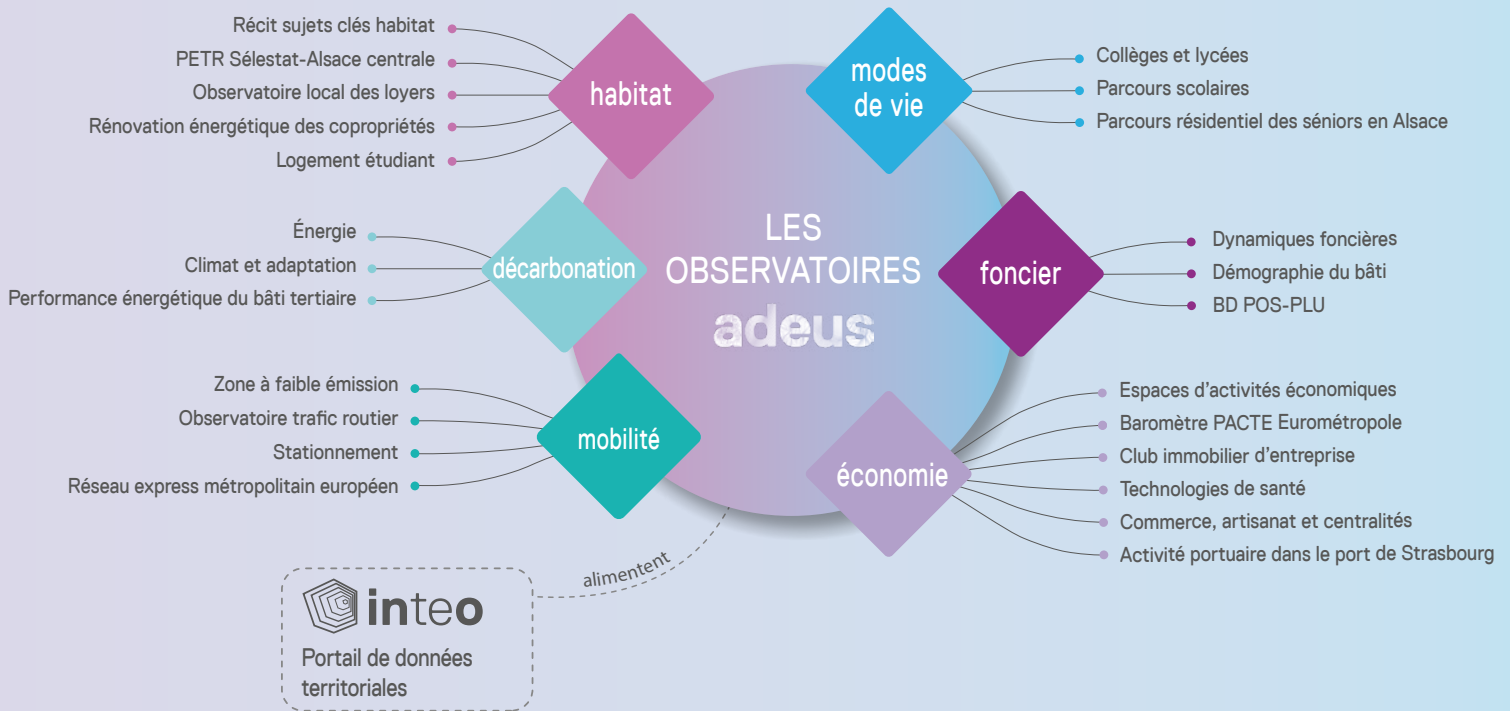 Récit sujets clés habitat
PETR Sélestat-Alsace centrale
Observatoire local des loyers
Rénovation énergétique des copropriétés
Logement étudiant
habitat
modes
de vie
Collèges et lycées
Parcours scolaires
Parcours résidentiel des séniors en Alsace
LES
OBSERVATOIRES
adeus
Énergie
Climat et adaptation
Performance énergétique du bâti tertiaire
décarbonation
foncier
Dynamiques foncières
Démographie du bâti
BD POS-PLU
Zone à faible émission
Observatoire trafic routier
Stationnement
Réseau express métropolitain européen
mobilité
économie
Espaces d'activités économiques
Baromètre PACTE Eurométropole
Club immobilier d'entreprise
Technologies de santé
Commerce, artisanat et centralités
Activité portuaire dans le port de Strasbourg
alimentent
inteo
Portail de données
territoriales